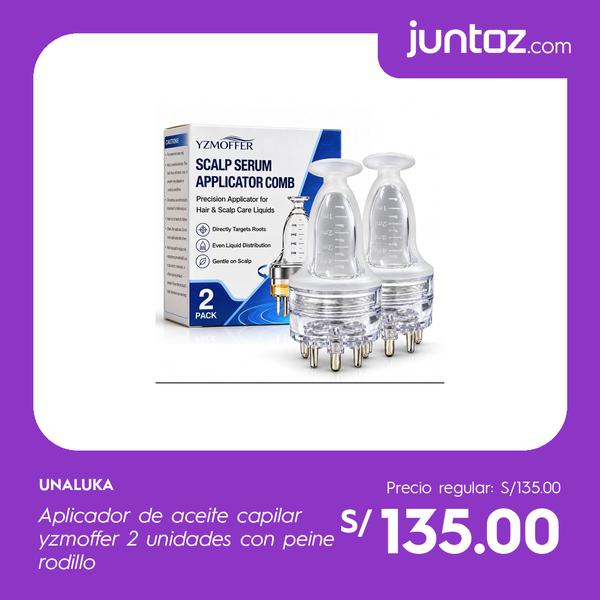 juntoz.com
CAUTIONS
YZMOFFER
SCALP SERUM
APPLICATOR COMB
Precision Applicator for
Hair & Scalp Care Liquids
Directly Targets Roots
Even Liquid Distribution
Gentle on Scalp
2
PACK
UNALUKA
Aplicador de aceite capilar
yzmoffer 2 unidades con peine
rodillo
Precio regular: S/135.00
S/ 135.00